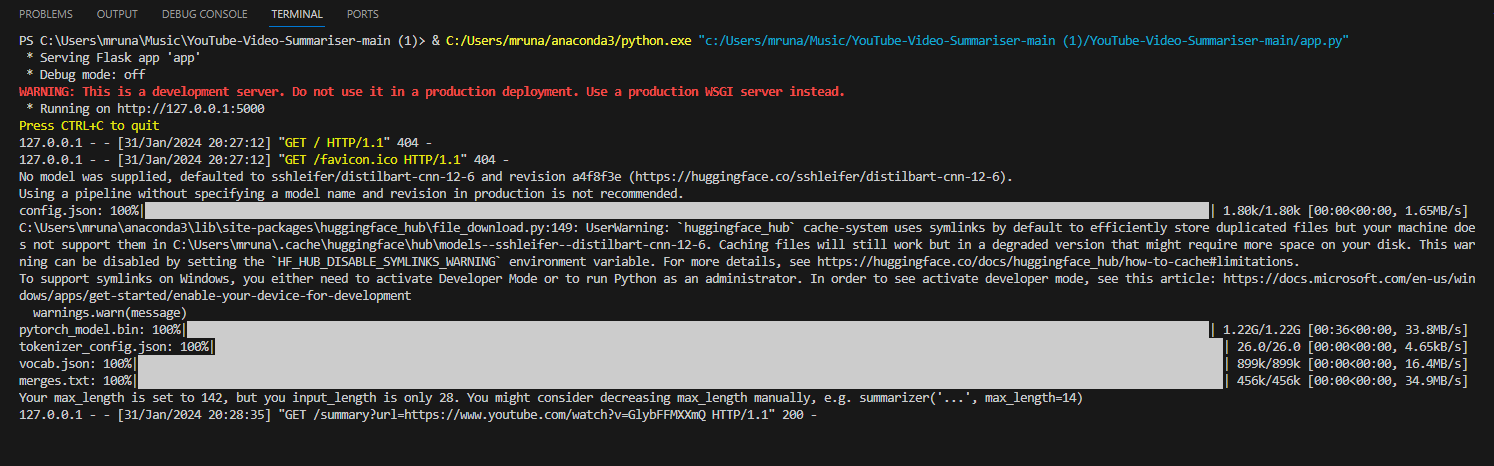 PROBLEMS OUTPUT DEBUG CONSOLE TERMINAL PORTS
PS C:\Users\mruna\Music\YouTube-Video-Summariser-main (1)> & C:/Users/mruna/anaconda3/python.exe "c:/Users/mruna/Music/YouTube-Video-Summariser-main (1)/YouTube-Video-Summariser-main/app.py"
* Serving Flask app 'app'
* Debug mode: off
WARNING: This is a development server. Do not use it in a production deployment. Use a production WSGI server instead.
* Running on http://127.0.0.1:5000
Press CTRL+C to quit
127.0.0.1 - - [31/Jan/2024 20:27:12] "GET / HTTP/1.1" 404 -
127.0.0.1 - - [31/Jan/2024 20:27:12] "GET /favicon.ico HTTP/1.1" 404 -
No model was supplied, defaulted to sshleifer/distilbart-cnn-12-6 and revision a4f8f3e (https://huggingface.co/sshleifer/distilbart-cnn-12-6).
Using a pipeline without specifying a model name and revision in production is not recommended.
config.json: 100%| | 1.80k/1.80k [00:00<00:00, 1.65MB/s]
C:\Users\mruna\anaconda3\lib\site-packages\huggingface_hub\file_download.py:149: UserWarning: `huggingface_hub` cache-system uses symlinks by default to efficiently store duplicated files but your machine doe
s not support them in C:\Users\mruna\.cache\huggingface\hub\models--sshleifer--distilbart-cnn-12-6. Caching files will still work but in a degraded version that might require more space on your disk. This war
ning can be disabled by setting the `HF_HUB_DISABLE_SYMLINKS_WARNING` environment variable. For more details, see https://huggingface.co/docs/huggingface_hub/how-to-cache#limitations.
To support symlinks on Windows, you either need to activate Developer Mode or to run Python as an administrator. In order to see activate developer mode, see this article: https://docs.microsoft.com/en-us/win
dows/apps/get-started/enable-your-device-for-development
warnings.warn(message)
pytorch_model.bin: 100%| | 1.22G/1.22G [00:36<00:00, 33.8MB/s]
tokenizer_config.json: 100%| | 26.0/26.0 [00:00<00:00, 4.65kB/s]
vocab.json: 100%| | 899k/899k [00:00<00:00, 16.4MB/s]
merges.txt: 100%| | 456k/456k [00:00<00:00, 34.9MB/s]
Your max_length is set to 142, but you input_length is only 28. You might consider decreasing max_length manually, e.g. summarizer('...', max_length=14)
127.0.0.1 - - [31/Jan/2024 20:28:35] "GET /summary?url=https://www.youtube.com/watch?v=GlybFFMXXmQ HTTP/1.1" 200 -